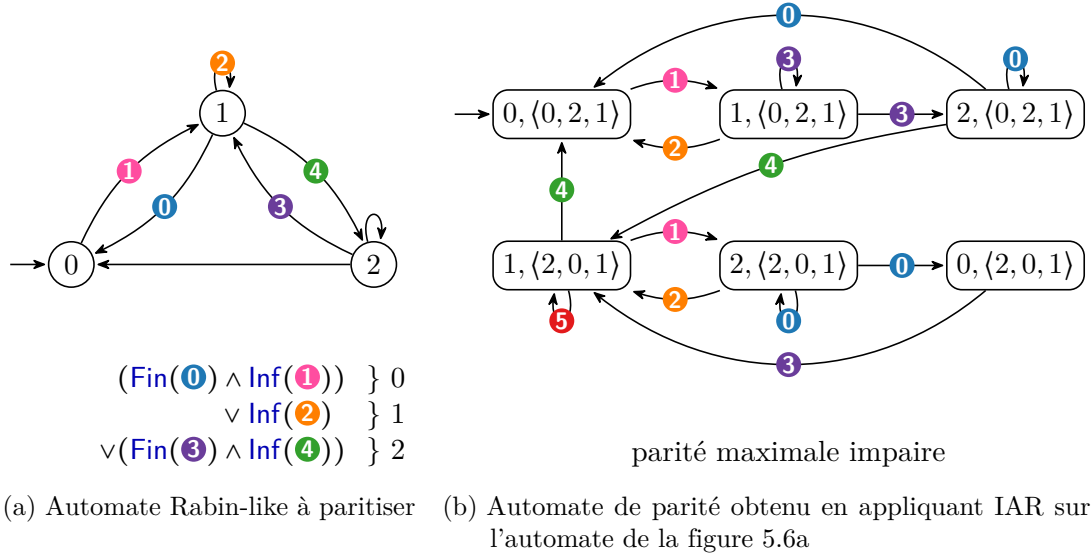 2
1
1
4
0
3
0
2
(Fin(0) ∧ Inf(1)) } 0
∨ Inf(2) } 1
∨(Fin(3) ∧ Inf(4)) } 2
(a) Automate Rabin-like à paritiser
0
3
0
0, ⟨0, 2, 1⟩
1
1, ⟨0, 2, 1⟩
3
2, ⟨0, 2, 1⟩
2
4
4
1, ⟨2, 0, 1⟩
1
2, ⟨2, 0, 1⟩
0
0, ⟨2, 0, 1⟩
2
5
0
3
parité maximale impaire
(b) Automate de parité obtenu en appliquant IAR sur
l'automate de la figure 5.6a